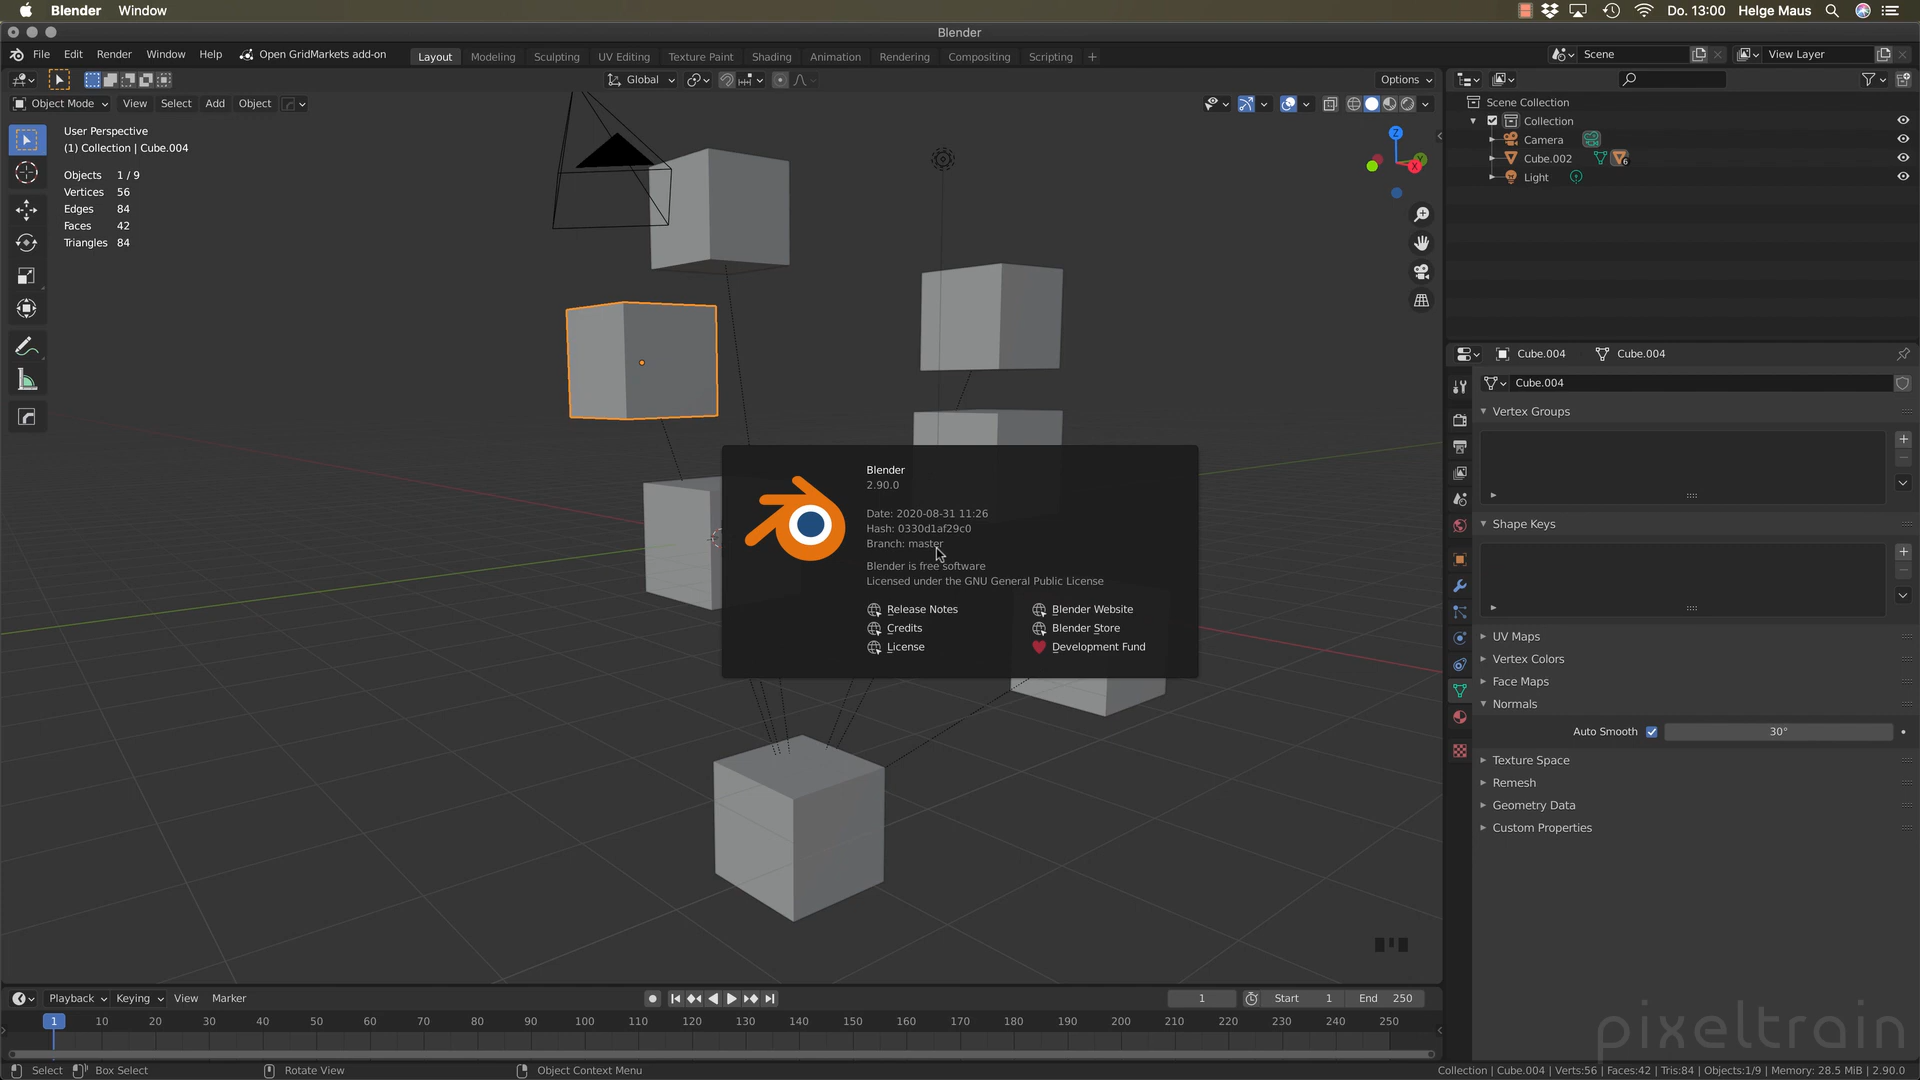 Blender Window
Do. 13:00 Helge Maus
Blender
File Edit Render Window Help Open GridMarkets add-on
Layout Modeling Sculpting UV Editing Texture Paint Shading Animation Rendering Compositing Scripting +
Scene View Layer
Global Options
Object Mode View Select Add Object
User Perspective
(1) Collection | Cube.004
Objects 1 / 9
Vertices 56
Edges 84
Faces 42
Triangles 84
Z
Y
X
Scene Collection
Collection
Camera
Cube.002 6
Light
Cube.004 Cube.004
Cube.004
Vertex Groups
Shape Keys
UV Maps
Vertex Colors
Face Maps
Normals
Auto Smooth 30°
Texture Space
Remesh
Geometry Data
Custom Properties
Blender
2.90.0
Date: 2020-08-31 11:26
Hash: 0330d1af29c0
Branch: master
Blender is free software
Licensed under the GNU General Public License
Release Notes Blender Website
Credits Blender Store
License Development Fund
Playback Keying View Marker
1 Start 1 End 250
1 10 20 30 40 50 60 70 80 90 100 110 120 130 140 150 160 170 180 190 200 210 220 230 240 250
pixeltrain
Select Box Select Rotate View Object Context Menu
Collection | Cube.004 | Verts:56 | Faces:42 | Tris:84 | Objects:1/9 | Memory: 28.5 MiB | 2.90.0